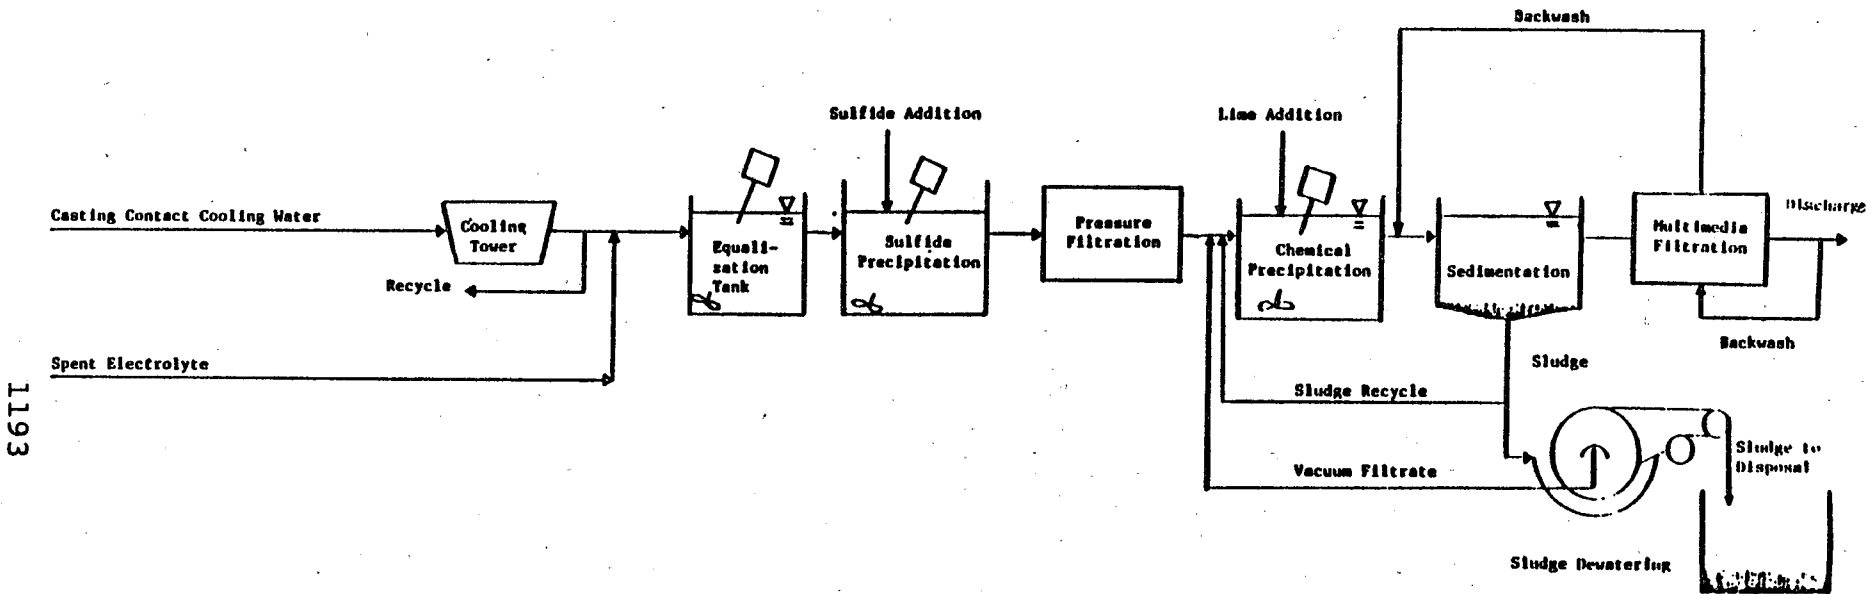 Backwash
Sulfide Addition
Lime Addition
Casting Contact Cooling Water
Cooling
Tower
Recycle
Equali-
zation
Tank
Sulfide
Precipitation
Pressure
Filtration
Chemical
Precipitation
Sedimentation
Multimedia
Filtration
Discharge
Backwash
Spent Electrolyte
Sludge
Sludge Recycle
Vacuum Filtrate
Sludge to
Disposal
Sludge Dewatering
1193